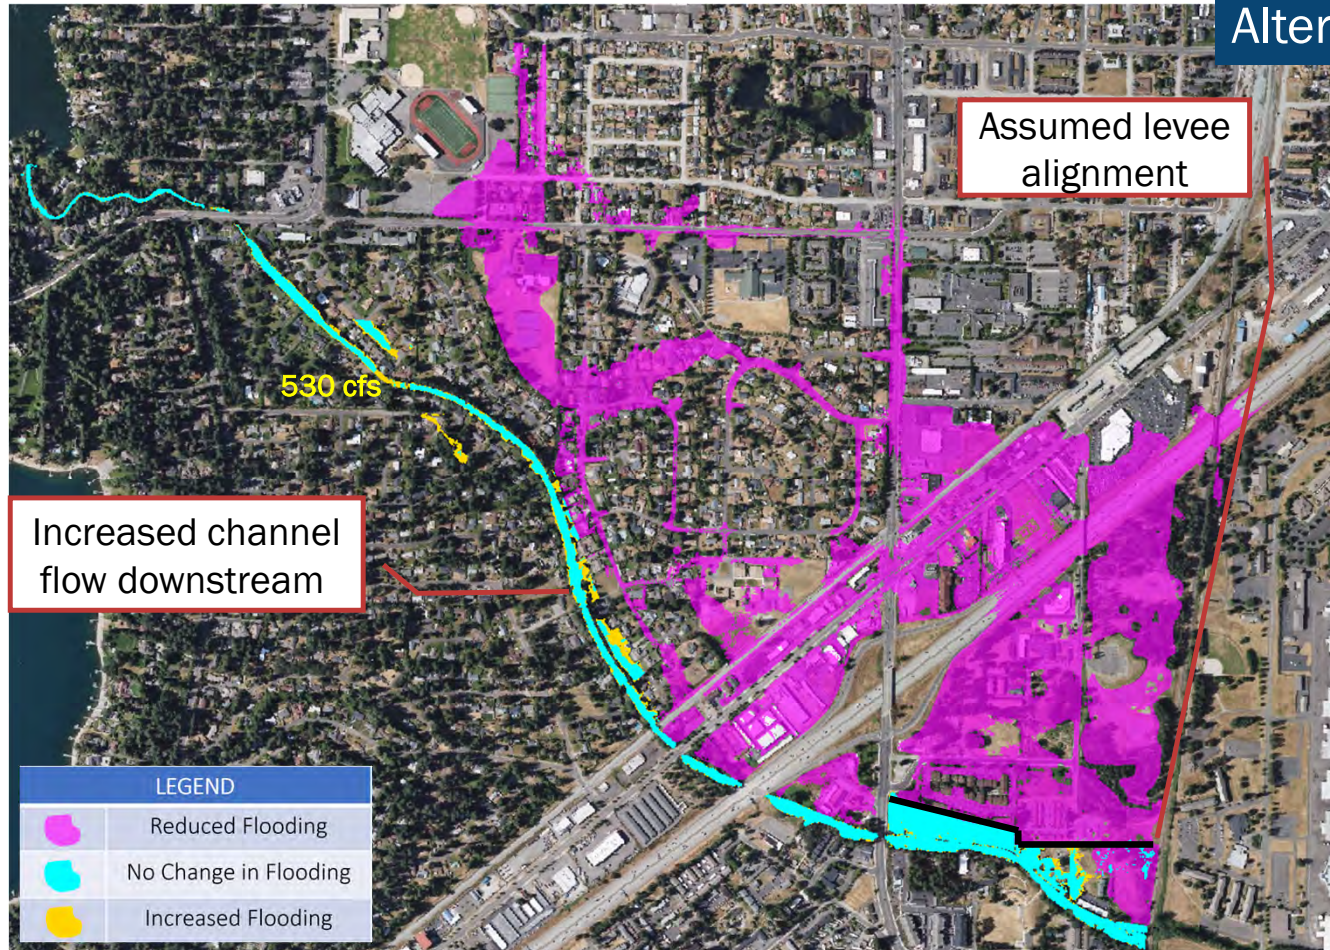 Alter
Assumed levee
alignment
530 cfs
Increased channel
flow downstream
LEGEND
Reduced Flooding
No Change in Flooding
Increased Flooding